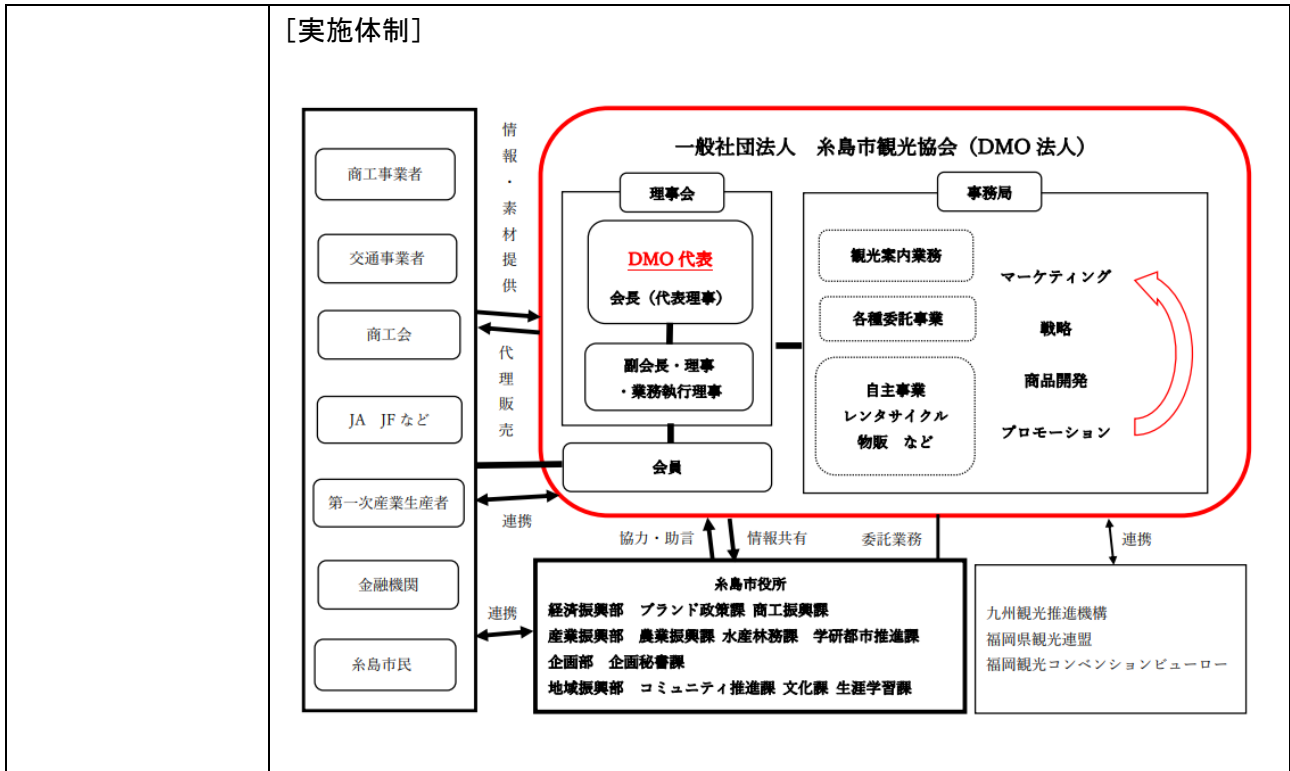 [実施体制]
商工事業者
交通事業者
商工会
JA JFなど
第一次産業生産者
金融機関
糸島市民
情報・素材提供
代理販売
連携
連携
一般社団法人 糸島市観光協会（DMO 法人）
理事会
DMO 代表
会長（代表理事）
副会長・理事
・業務執行理事
会員
事務局
観光案内業務
各種委託事業
自主事業
レンタサイクル
物販 など
マーケティング
戦略
商品開発
プロモーション
協力・助言
情報共有
委託業務
連携
糸島市役所
経済振興部 ブランド政策課 商工振興課
産業振興部 農業振興課 水産林務課 学研都市推進課
企画部 企画秘書課
地域振興部 コミュニティ推進課 文化課 生涯学習課
九州観光推進機構
福岡県観光連盟
福岡観光コンベンションビューロー